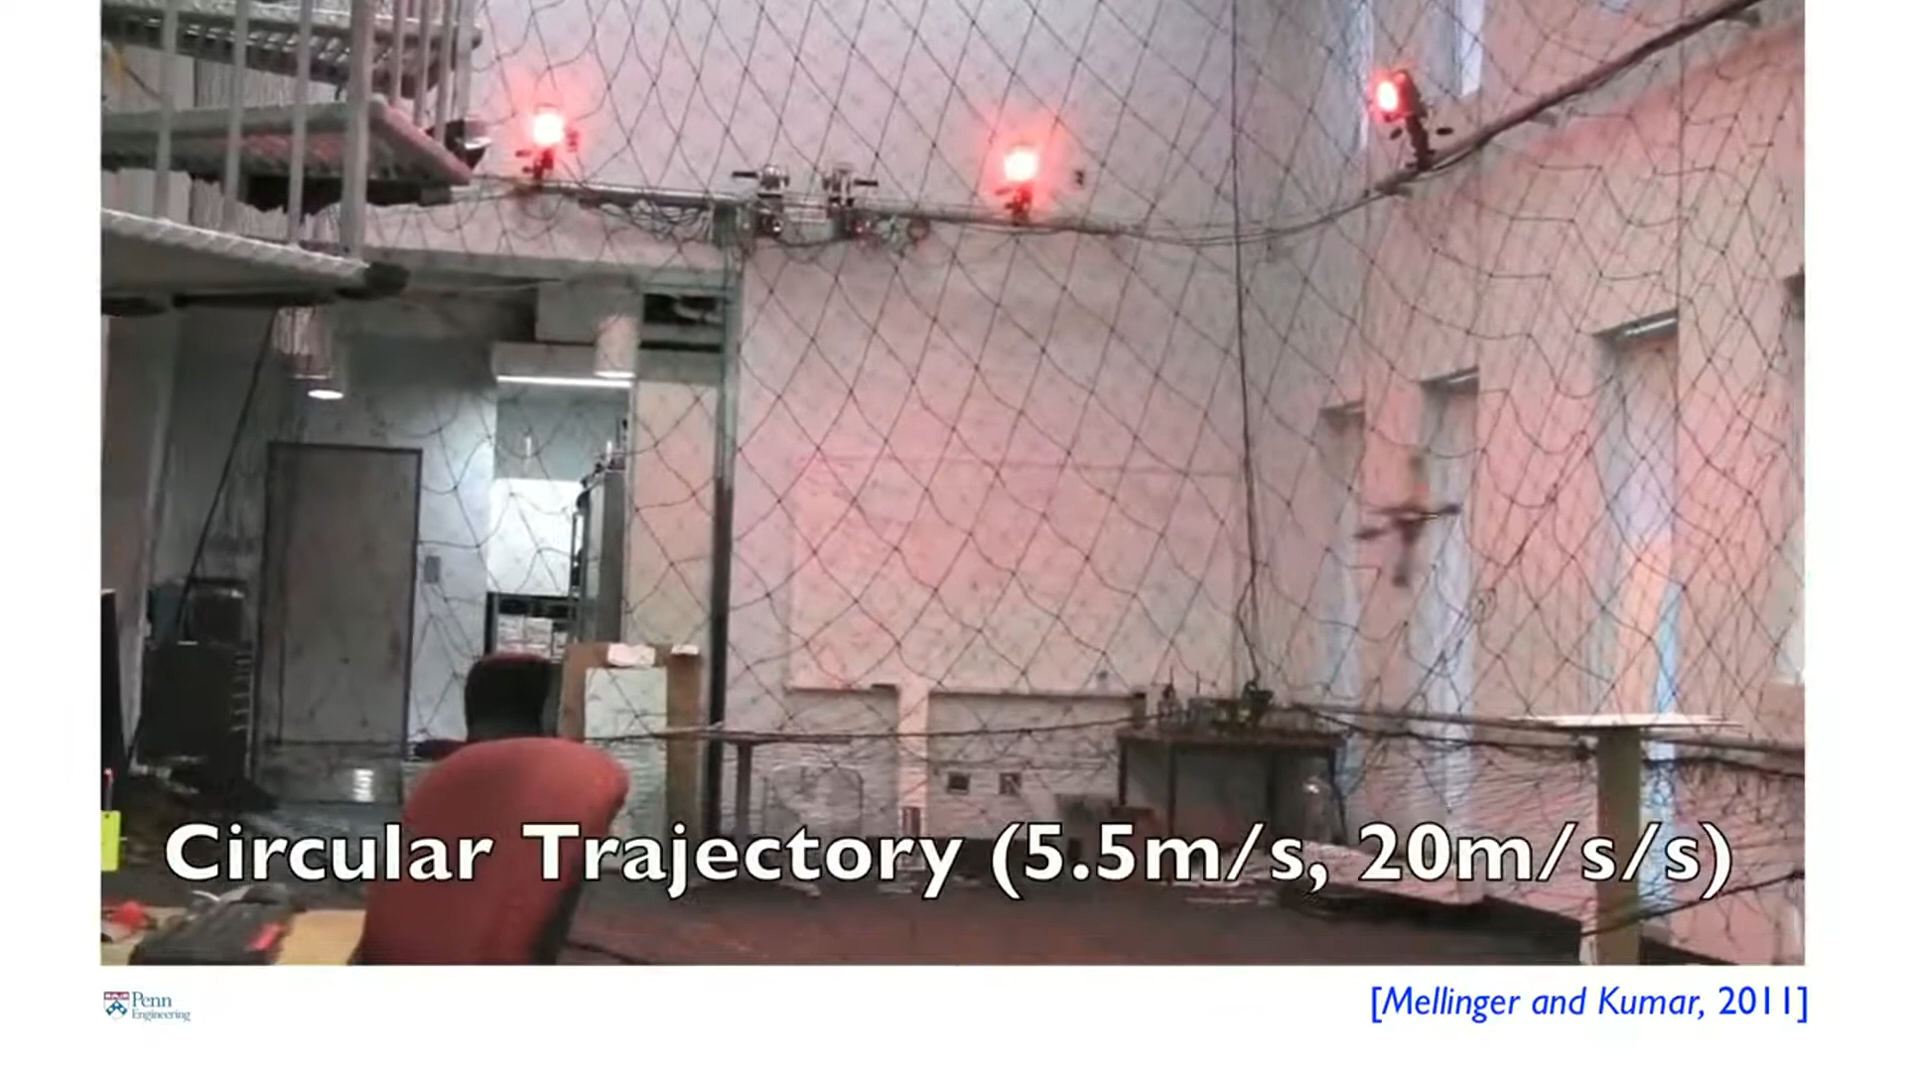 Circular Trajectory (5.5m/s, 20m/s/s)
Penn
Engineering
[Mellinger and Kumar, 2011]